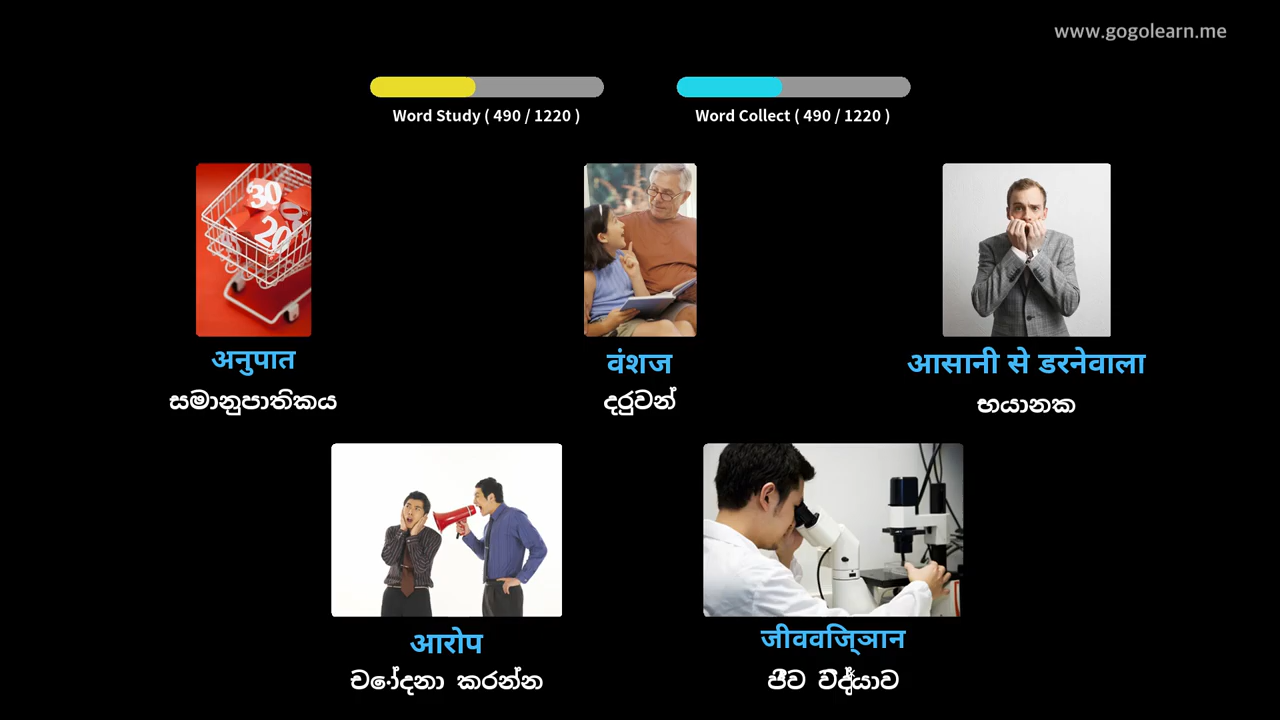 www.gogolearn.me
Word Study ( 490 / 1220 )
Word Collect ( 490 / 1220 )
30
20
अनुपात
वंशज
आसानी से डरनेवाला
සමානුපාතිකය
දරුවන්
භයානක
आरोप
जीवविज्ञान
චෝදනා කරන්න
ජීව විද්‍යාව